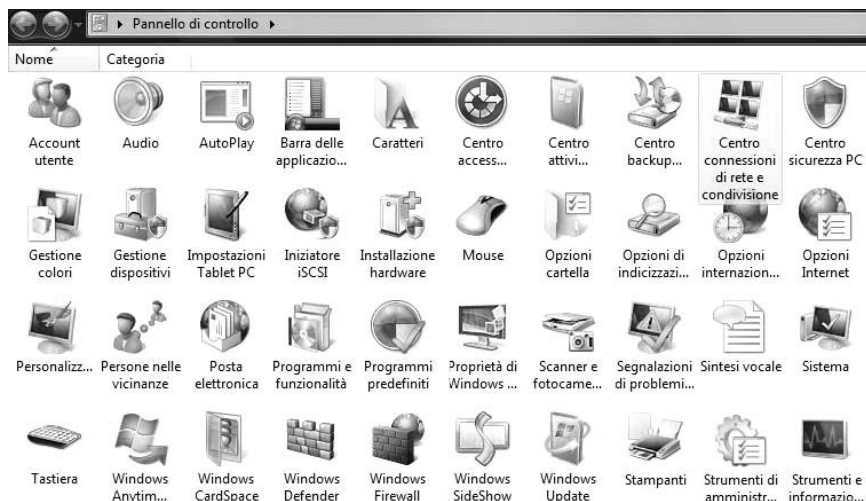 Pannello di controllo
Nome Categoria
Account utente
Audio
AutoPlay
Barra delle applicazio...
Caratteri
Centro access...
Centro attivi...
Centro backup...
Centro connessioni di rete e condivisione
Centro sicurezza PC
Gestione colori
Gestione dispositivi
Impostazioni Tablet PC
Iniziatore iSCSI
Installazione hardware
Mouse
Opzioni cartella
Opzioni di indicizzazi...
Opzioni internazion...
Opzioni Internet
Personalizz...
Persone nelle vicinanze
Posta elettronica
Programmi e funzionalità
Programmi predefiniti
Proprietà di Windows ...
Scanner e fotocame...
Segnalazioni di problemi...
Sintesi vocale
Sistema
Tastiera
Windows Anytim...
Windows CardSpace
Windows Defender
Windows Firewall
Windows SideShow
Windows Update
Stampanti
Strumenti di amministr...
Strumenti e informazio...